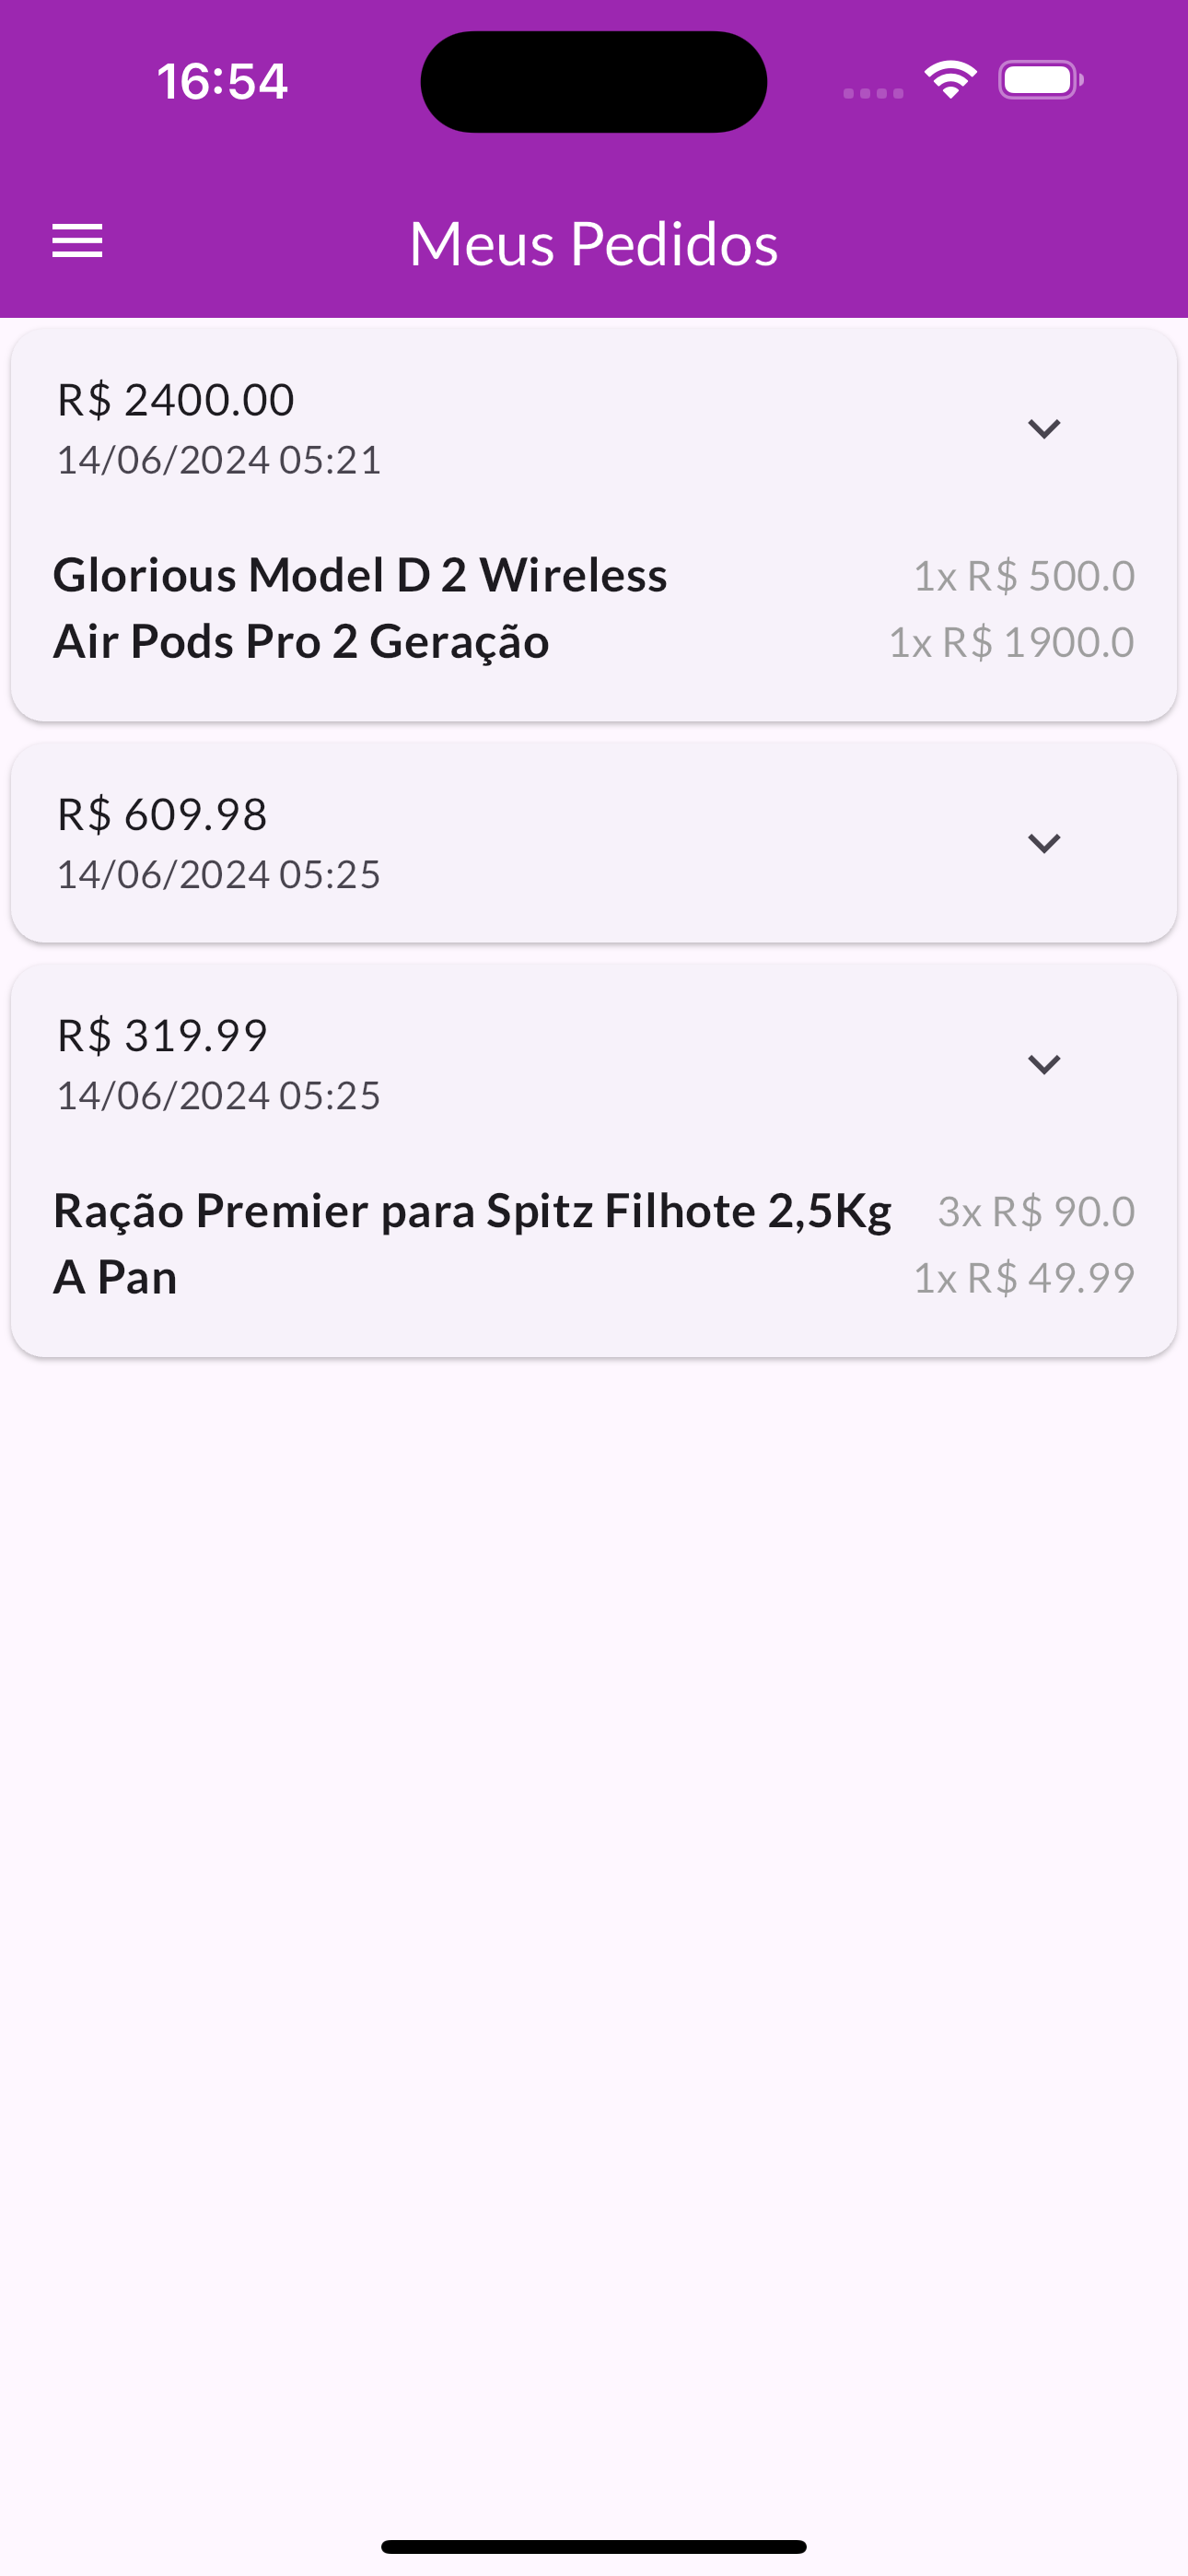 16:54
Meus Pedidos
R$ 2400.00
14/06/2024 05:21
Glorious Model D 2 Wireless 1x R$ 500.0
Air Pods Pro 2 Geração 1x R$ 1900.0
R$ 609.98
14/06/2024 05:25
R$ 319.99
14/06/2024 05:25
Ração Premier para Spitz Filhote 2,5Kg 3x R$ 90.0
A Pan 1x R$ 49.99